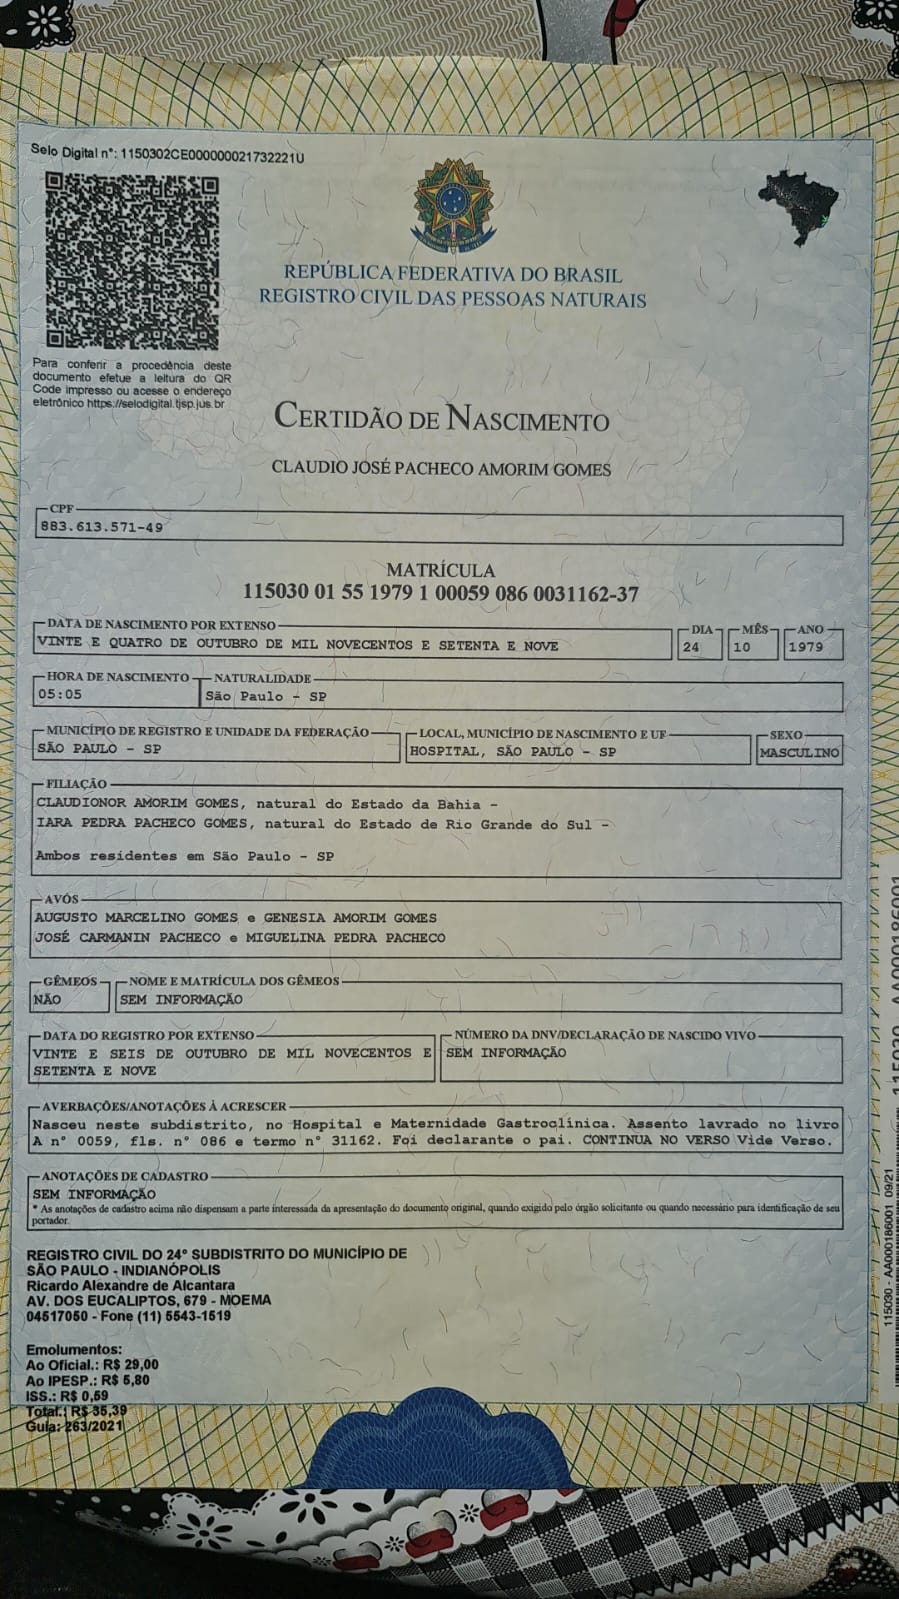 Selo Digital n°: 1150302CE000000021732221U
REPÚBLICA FEDERATIVA DO BRASIL
REGISTRO CIVIL DAS PESSOAS NATURAIS
Para conferir a procedência deste
documento efetue a leitura do QR
Code impresso ou acesse o endereço
eletrônico https://selodigital.tjsp.jus.br
CERTIDÃO DE NASCIMENTO
CLAUDIO JOSÉ PACHECO AMORIM GOMES
CPF
883.613.571-49
MATRÍCULA
115030 01 55 1979 1 00059 086 0031162-37
DATA DE NASCIMENTO POR EXTENSO DIA MÊS ANO
VINTE E QUATRO DE OUTUBRO DE MIL NOVECENTOS E SETENTA E NOVE 24 10 1979
HORA DE NASCIMENTO NATURALIDADE
05:05 São Paulo - SP
MUNICÍPIO DE REGISTRO E UNIDADE DA FEDERAÇÃO LOCAL, MUNICÍPIO DE NASCIMENTO E UF SEXO
SÃO PAULO - SP HOSPITAL, SÃO PAULO - SP MASCULINO
FILIAÇÃO
CLAUDIONOR AMORIM GOMES, natural do Estado da Bahia -
IARA PEDRA PACHECO GOMES, natural do Estado de Rio Grande do Sul -
Ambos residentes em São Paulo - SP
AVÓS
AUGUSTO MARCELINO GOMES e GENESIA AMORIM GOMES
JOSÉ CARMANIN PACHECO e MIGUELINA PEDRA PACHECO
GÊMEOS NOME E MATRÍCULA DOS GÊMEOS
NÃO SEM INFORMAÇÃO
DATA DO REGISTRO POR EXTENSO NÚMERO DA DNV/DECLARAÇÃO DE NASCIDO VIVO
VINTE E SEIS DE OUTUBRO DE MIL NOVECENTOS E SEM INFORMAÇÃO
SETENTA E NOVE
AVERBAÇÕES/ANOTAÇÕES À ACRESCER
Nasceu neste subdistrito, no Hospital e Maternidade Gastroclínica. Assento lavrado no livro
A n° 0059, fls. n° 086 e termo n° 31162. Foi declarante o pai. CONTINUA NO VERSO Vide Verso.
ANOTAÇÕES DE CADASTRO
SEM INFORMAÇÃO
* As anotações de cadastro acima não dispensam a parte interessada da apresentação do documento original, quando exigido pelo órgão solicitante ou quando necessário para identificação de seu
portador.
REGISTRO CIVIL DO 24° SUBDISTRITO DO MUNICÍPIO DE
SÃO PAULO - INDIANÓPOLIS
Ricardo Alexandre de Alcantara
AV. DOS EUCALIPTOS, 679 - MOEMA
04517050 - Fone (11) 5543-1519
Emolumentos:
Ao Oficial.: R$ 29,00
Ao IPESP.: R$ 5,80
ISS.: R$ 0,59
Total.: R$ 35,39
Guia: 263/2021
115030 - AA000186001 09/21
115030 AA000186001